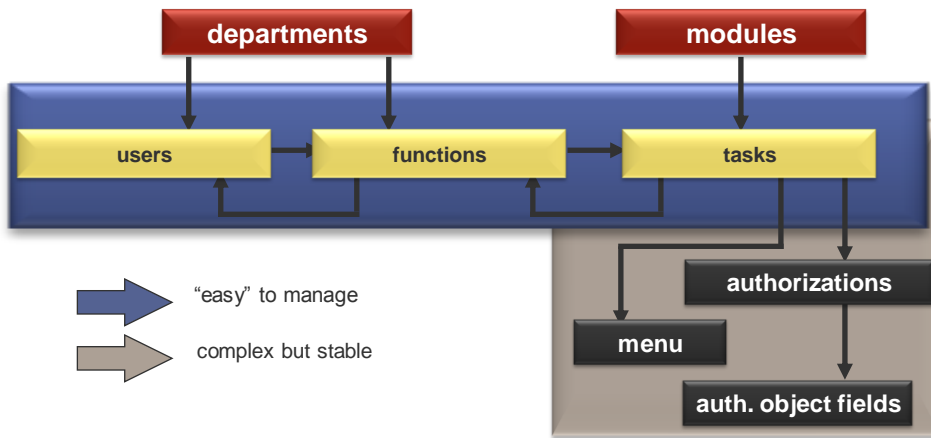 departments
modules
users
functions
tasks
authorizations
“easy” to manage
menu
complex but stable
auth. object fields